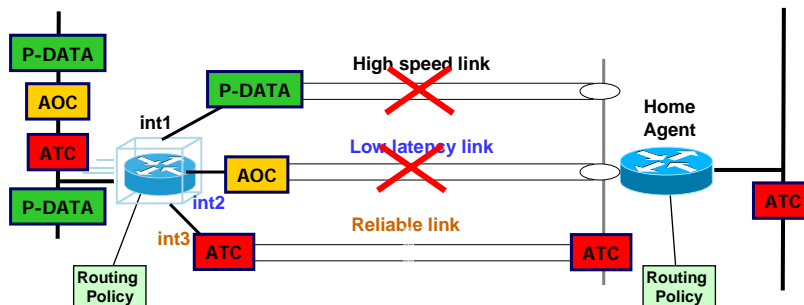 P-DATA
AOC
ATC
P-DATA
int1
int2
int3
P-DATA
AOC
ATC
High speed link
Low latency link
Reliable link
ATC
Home
Agent
ATC
Routing
Policy
Routing
Policy